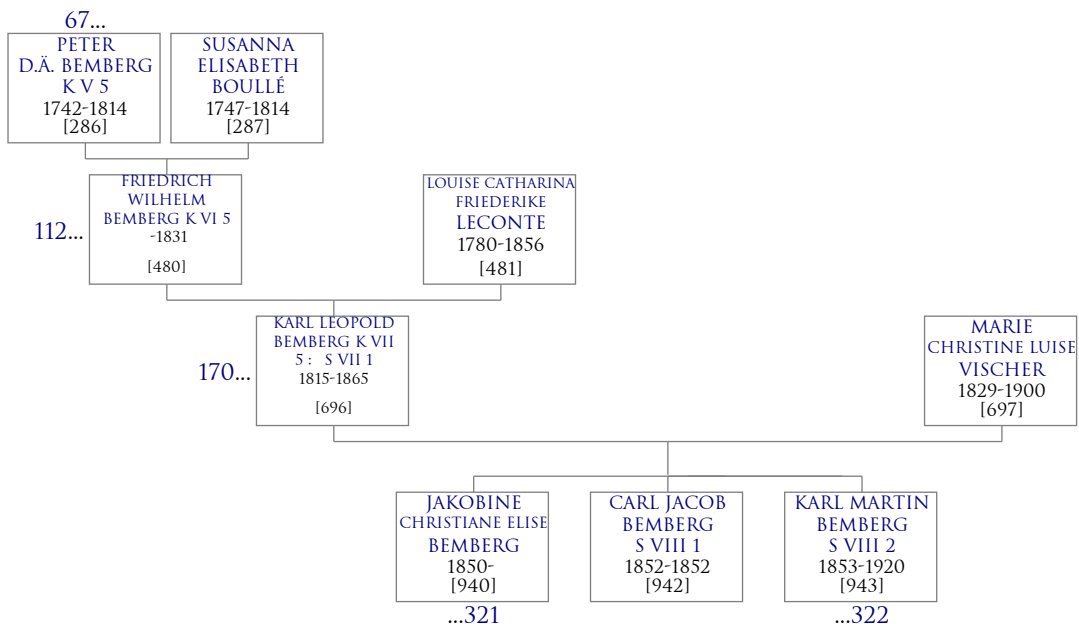 67...
PETER
D.Ä. BEMBERG
K V 5
1742-1814
[286]
SUSANNA
ELISABETH
BOULLÉ
1747-1814
[287]
112...
FRIEDRICH
WILHELM
BEMBERG K VI 5
-1831
[480]
LOUISE CATHARINA
FRIEDERIKE
LECONTE
1780-1856
[481]
170...
KARL LEOPOLD
BEMBERG K VII
5 : S VII 1
1815-1865
[696]
MARIE
CHRISTINE LUISE
VISCHER
1829-1900
[697]
JAKOBINE
CHRISTIANE ELISE
BEMBERG
1850-
[940]
...321
CARL JACOB
BEMBERG
S VIII 1
1852-1852
[942]
KARL MARTIN
BEMBERG
S VIII 2
1853-1920
[943]
...322